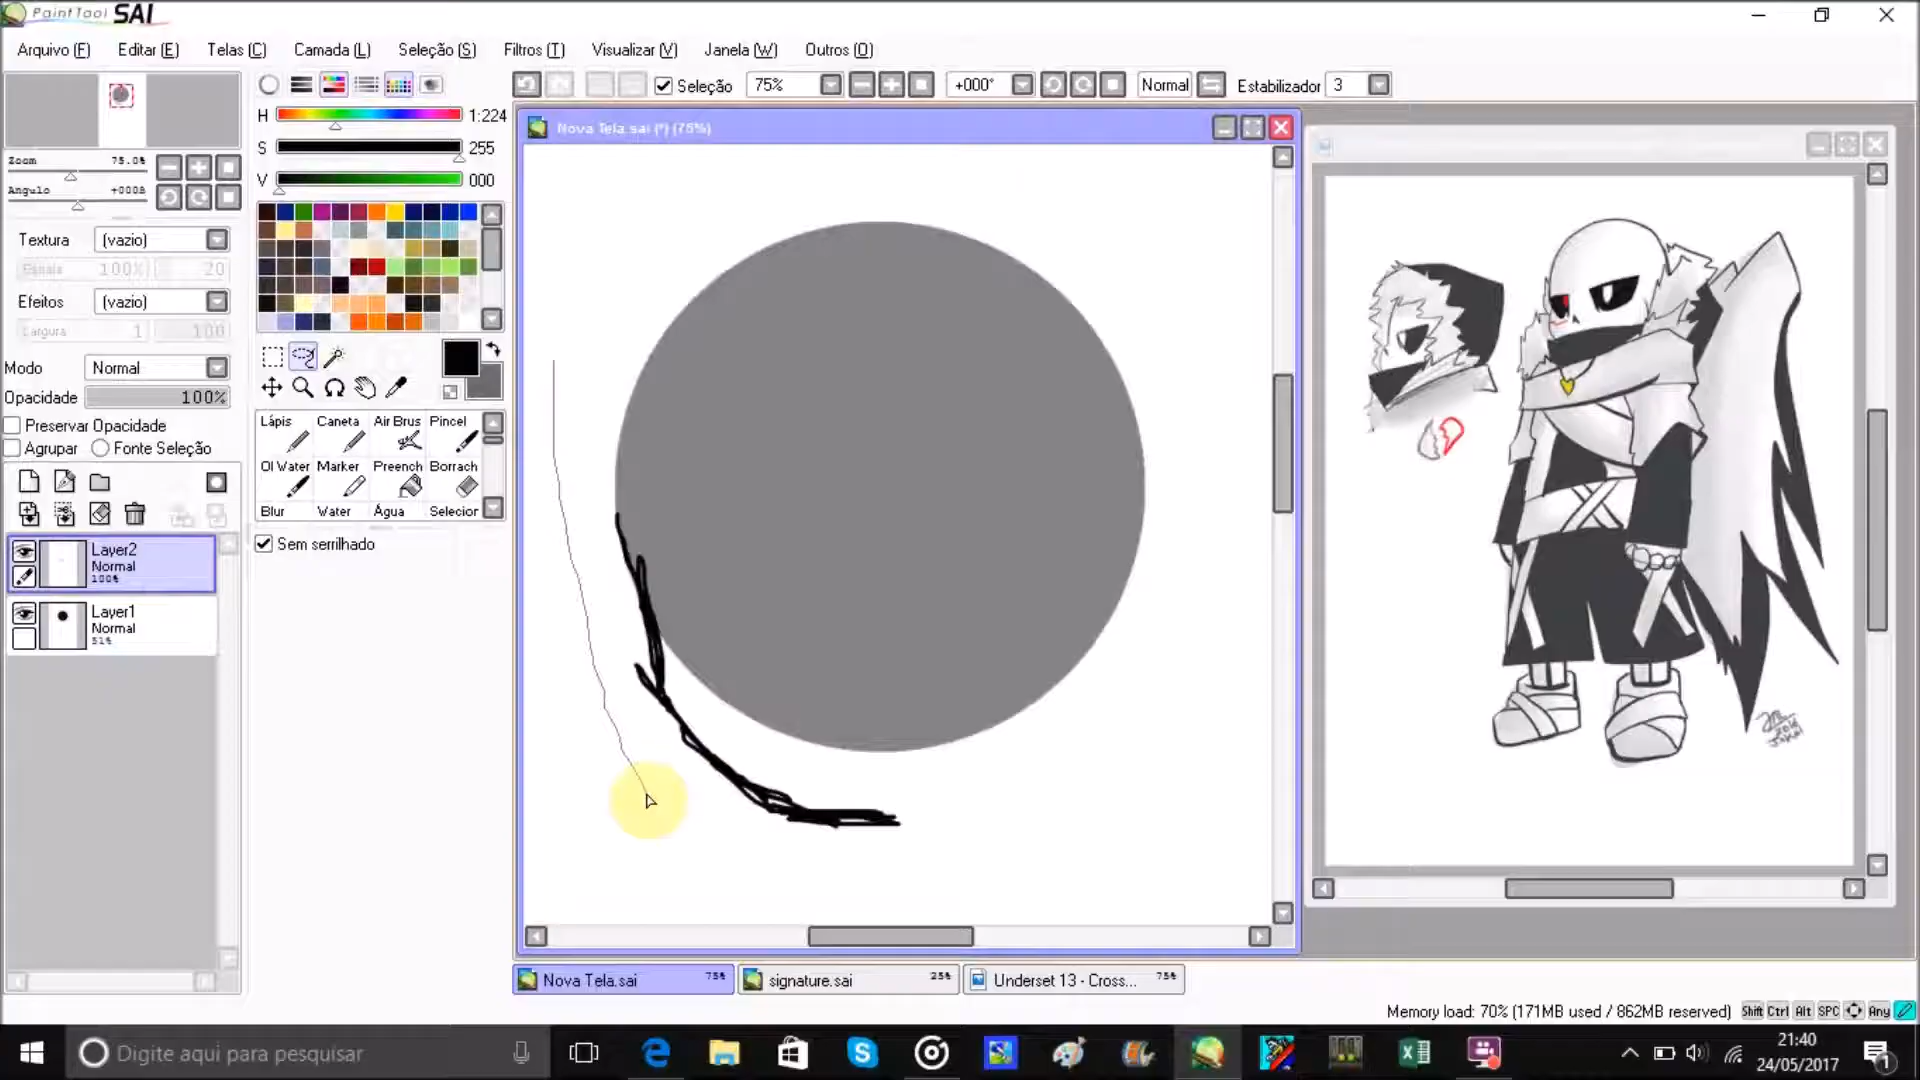 PaintTool SAI
Arquivo (F) Editar (E) Telas (C) Camada (L) Seleção (S) Filtros (T) Visualizar (V) Janela (W) Outros (O)
Seleção 75% +000° Normal Estabilizador 3
H 1:224
S 255
V 000
Zoom 75.0%
Angulo +000
Textura (vazio)
100% 20
Efeitos (vazio)
Largura 1 100
Modo Normal
Opacidade 100%
Preservar Opacidade
Agrupar Fonte Seleção
Lápis Caneta Air Brus Pincel
Ol Water Marker Preench Borrach
Blur Water Água Selecior
Sem serrilhado
Layer2
Normal
100%
Layer1
Normal
51%
Nova Tela.sai (*) (75%)
Nova Tela.sai 75% signature.sai 25% Underset 13 - Cross... 75%
Memory load: 70% (171MB used / 862MB reserved) Shift Ctrl Alt SPC Any
Digite aqui para pesquisar
21:40
24/05/2017
1